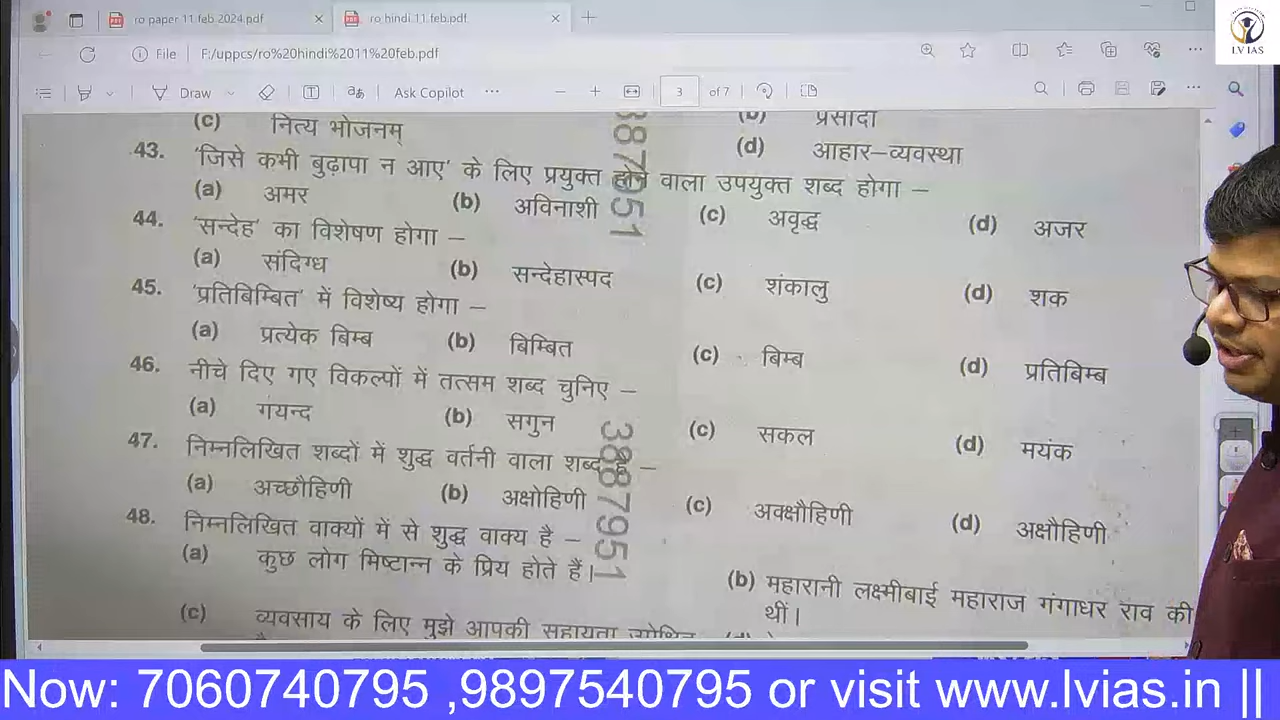 ro paper 11 feb 2024.pdf
ro hindi 11 feb.pdf
LV IAS
File
F:/uppcs/ro%20hindi%2011%20feb.pdf
Draw
aあ
Ask Copilot
3
of 7
(c) नित्य भोजनम्
(b) प्रसादा
(d) आहार–व्यवस्था
43. 'जिसे कभी बुढ़ापा न आए' के लिए प्रयुक्त होने वाला उपयुक्त शब्द होगा –
(a) अमर (b) अविनाशी (c) अवृद्ध (d) अजर
44. 'सन्देह' का विशेषण होगा –
(a) संदिग्ध (b) सन्देहास्पद (c) शंकालु (d) शक
45. 'प्रतिबिम्बित' में विशेष्य होगा –
(a) प्रत्येक बिम्ब (b) बिम्बित (c) बिम्ब (d) प्रतिबिम्ब
46. नीचे दिए गए विकल्पों में तत्सम शब्द चुनिए –
(a) गयन्द (b) सगुन (c) सकल (d) मयंक
47. निम्नलिखित शब्दों में शुद्ध वर्तनी वाला शब्द है –
(a) अच्छौहिणी (b) अक्षोहिणी (c) अक्क्षौहिणी (d) अक्षौहिणी
48. निम्नलिखित वाक्यों में से शुद्ध वाक्य है –
(a) कुछ लोग मिष्टान्न के प्रिय होते हैं।
(b) महारानी लक्ष्मीबाई महाराज गंगाधर राव की
थीं।
(c) व्यवसाय के लिए मुझे आपकी सहायता
(d)
3887951
Now: 7060740795 ,9897540795 or visit www.lvias.in ||